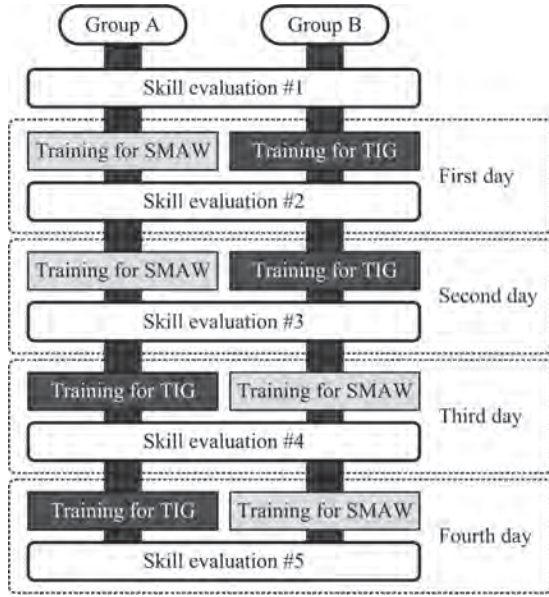 Group A
Group B
Skill evaluation #1
Training for SMAW
Training for TIG
First day
Skill evaluation #2
Training for SMAW
Training for TIG
Second day
Skill evaluation #3
Training for TIG
Training for SMAW
Third day
Skill evaluation #4
Training for TIG
Training for SMAW
Fourth day
Skill evaluation #5